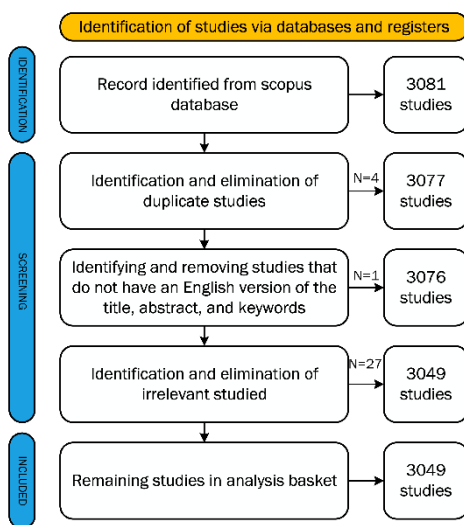 Identification of studies via databases and registers
IDENTIFICATION
Record identified from scopus
database
3081
studies
SCREENING
Identification and elimination of
duplicate studies
N=4
3077
studies
Identifying and removing studies that
do not have an English version of the
title, abstract, and keywords
N=1
3076
studies
Identification and elimination of
irrelevant studied
N=27
3049
studies
INCLUDED
Remaining studies in analysis basket
3049
studies